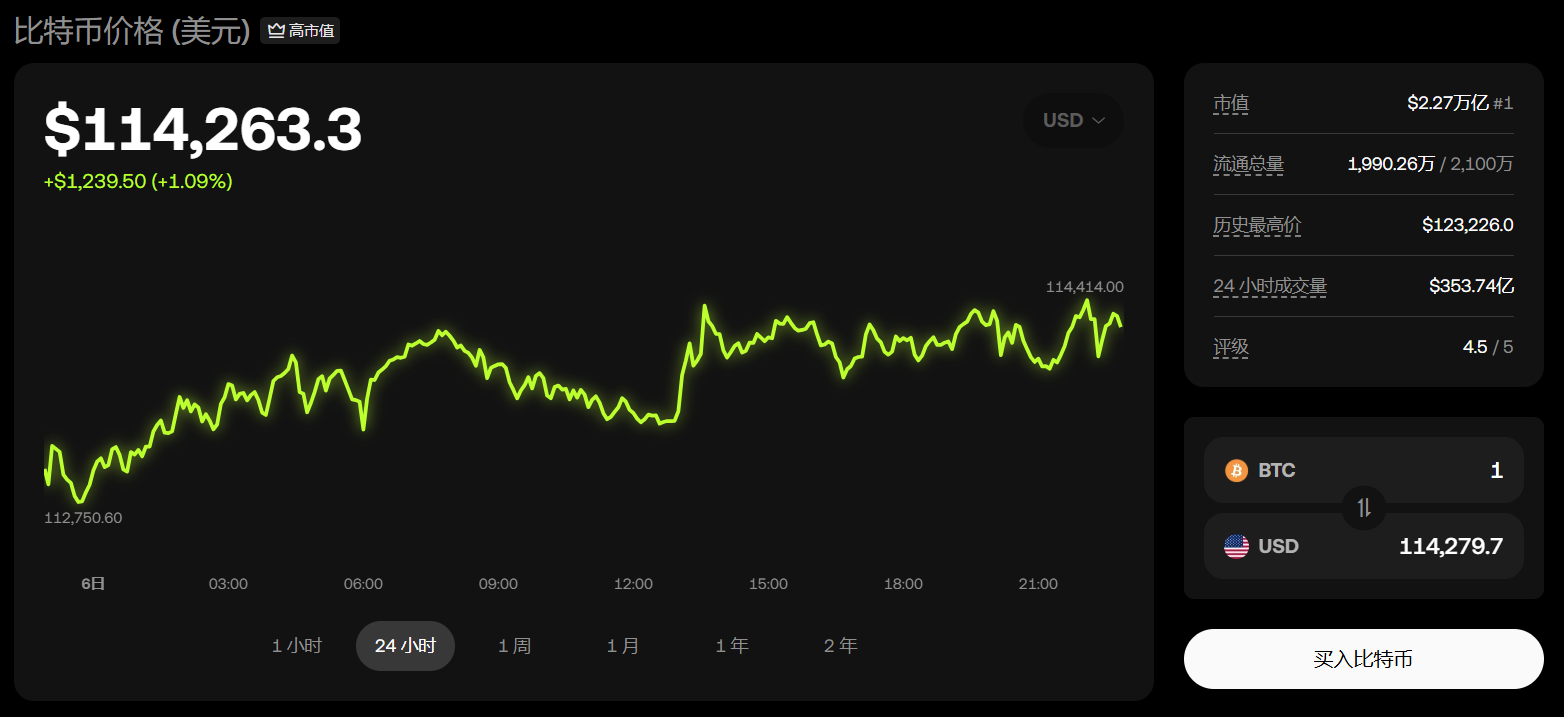 比特币价格 (美元) 高市值
$114,263.3
USD
+$1,239.50 (+1.09%)
114,414.00
112,750.60
6日 03:00 06:00 09:00 12:00 15:00 18:00 21:00
1 小时 24 小时 1 周 1 月 1 年 2 年
市值 $2.27万亿 #1
流通总量 1,990.26万 / 2,100万
历史最高价 $123,226.0
24 小时成交量 $353.74亿
评级 4.5 / 5
BTC 1
USD 114,279.7
买入比特币